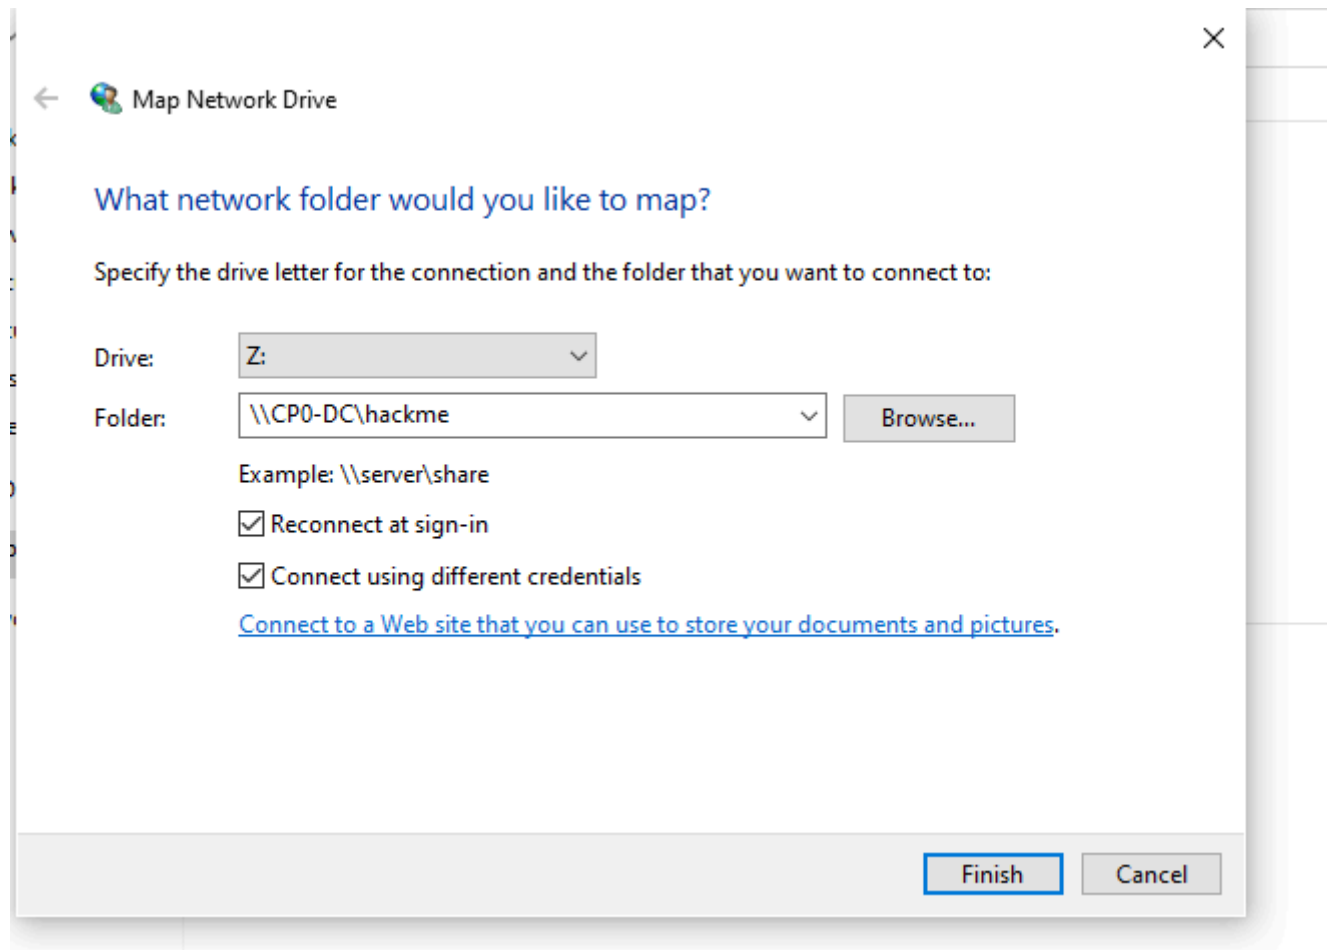 Map Network Drive
What network folder would you like to map?
Specify the drive letter for the connection and the folder that you want to connect to:
Drive: Z:
Folder: \\CP0-DC\hackme Browse...
Example: \\server\share
Reconnect at sign-in
Connect using different credentials
Connect to a Web site that you can use to store your documents and pictures.
Finish Cancel